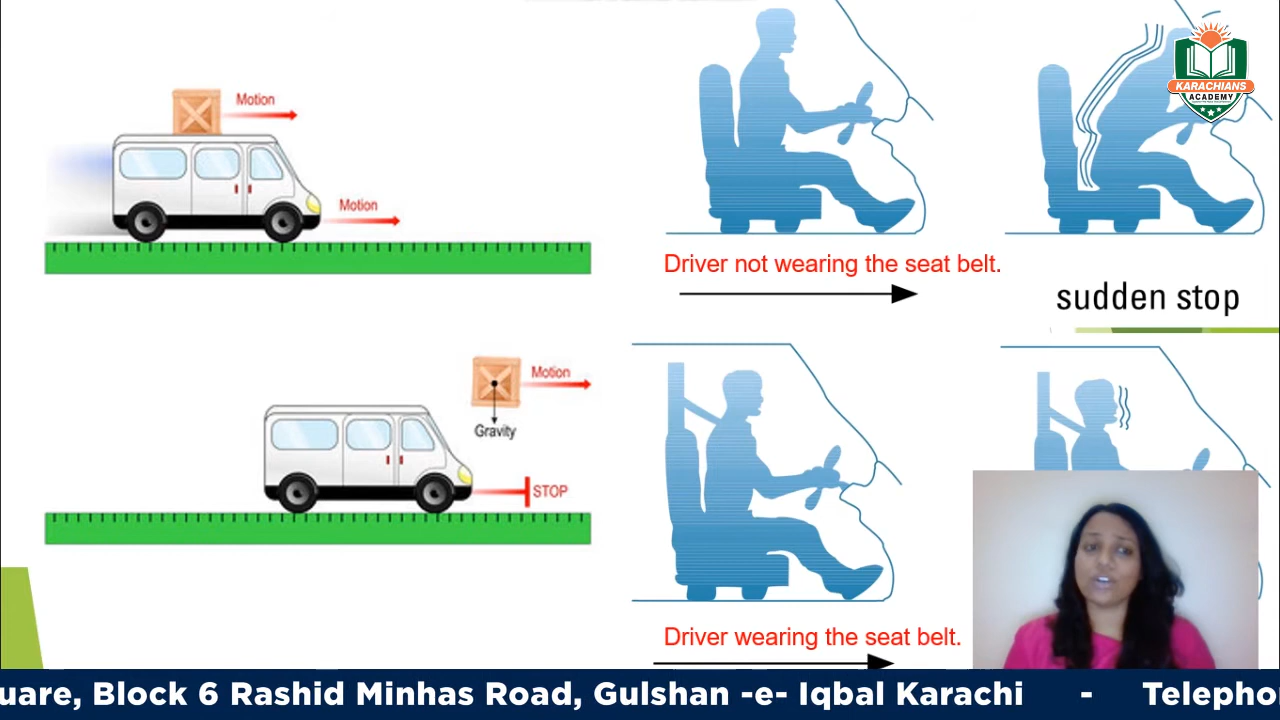 Motion
Motion
Driver not wearing the seat belt.
sudden stop
KARACHIANS
ACADEMY
Motion
Gravity
STOP
Driver wearing the seat belt.
uare, Block 6 Rashid Minhas Road, Gulshan -e- Iqbal Karachi - Telepho